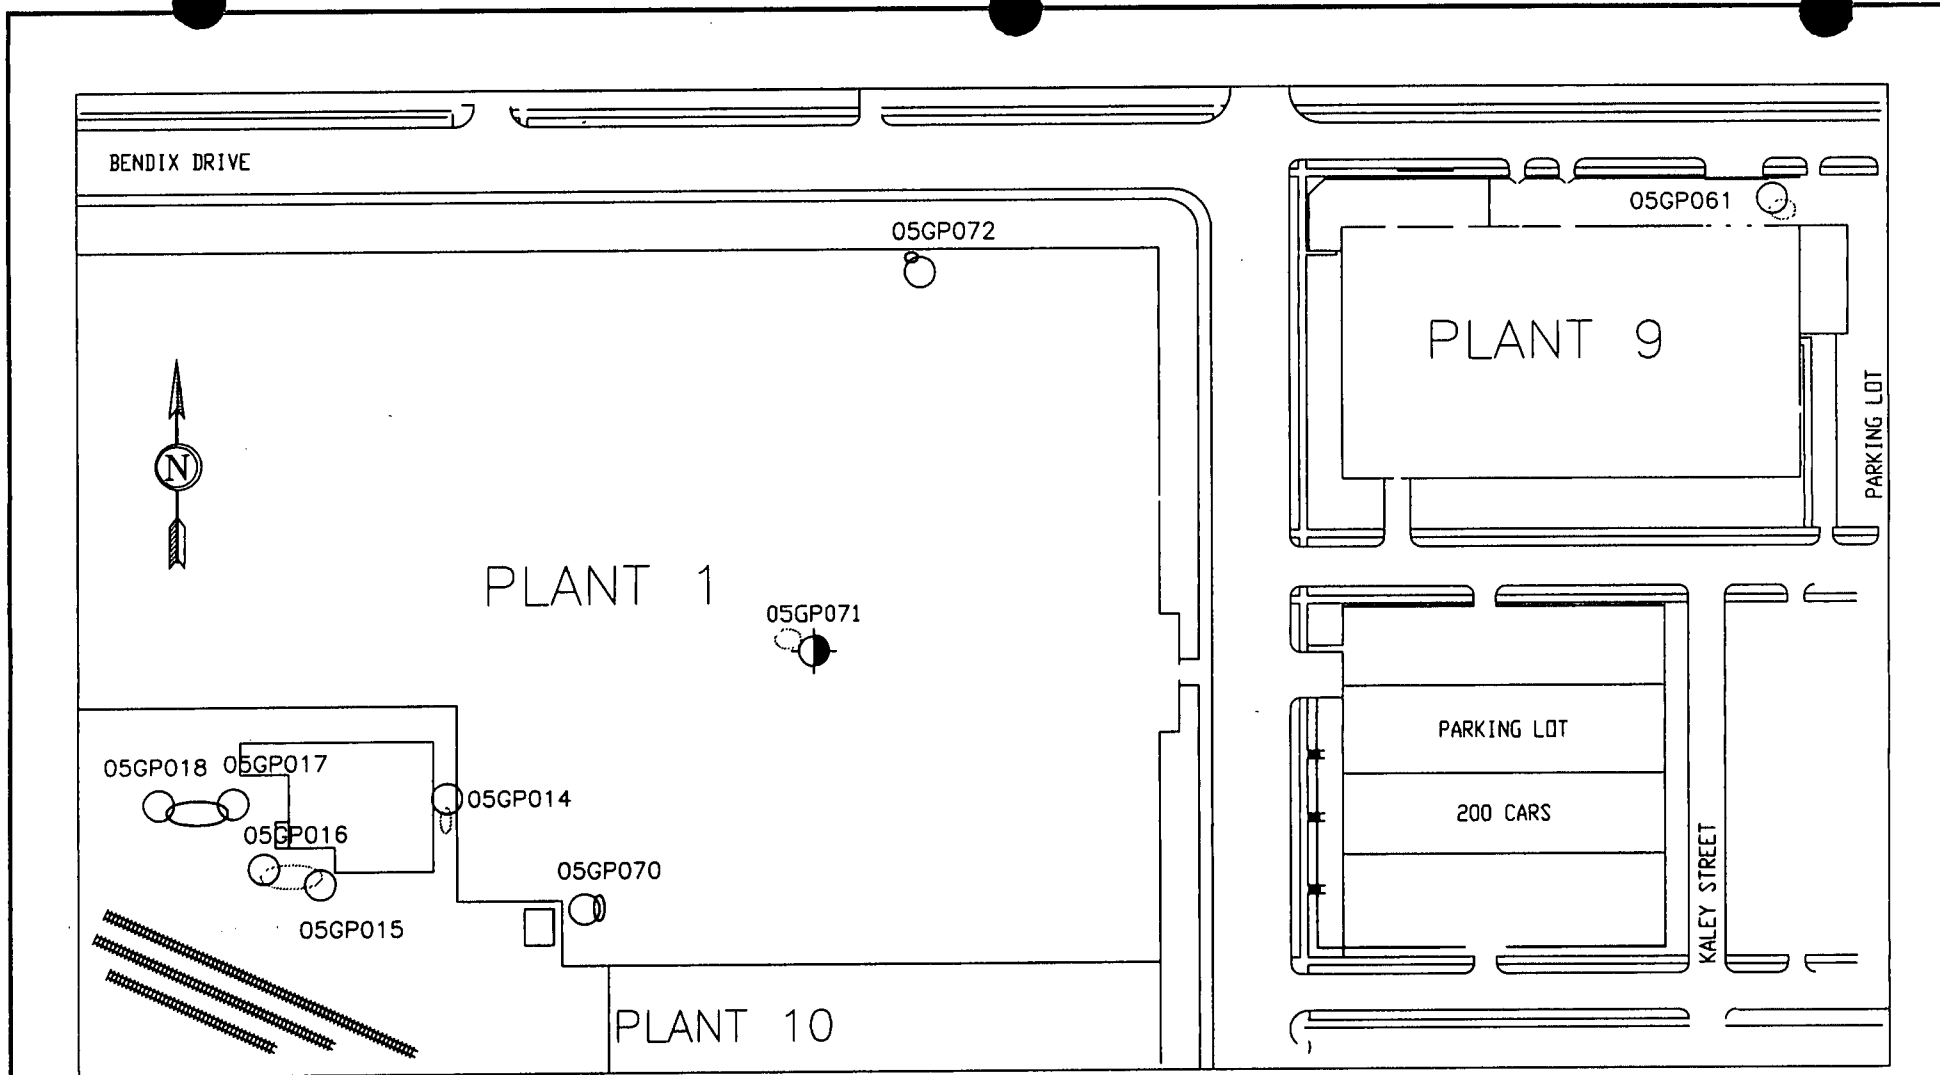 BENDIX DRIVE
05GP061
05GP072
PLANT 9
PARKING LOT
N
PLANT 1
05GP071
PARKING LOT
05GP018
05GP017
05GP014
200 CARS
05GP016
KALEY STREET
05GP070
05GP015
PLANT 10